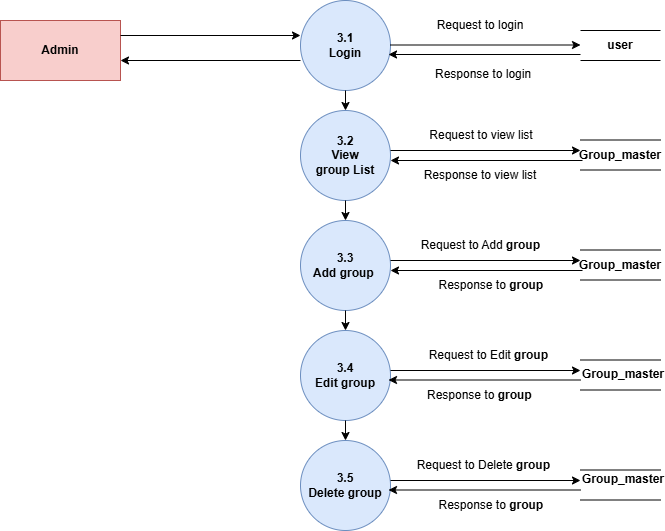 Admin
3.1
Login
Request to login
Response to login
user
3.2
View
group List
Request to view list
Response to view list
Group_master
3.3
Add group
Request to Add group
Response to group
Group_master
3.4
Edit group
Request to Edit group
Response to group
Group_master
3.5
Delete group
Request to Delete group
Response to group
Group_master